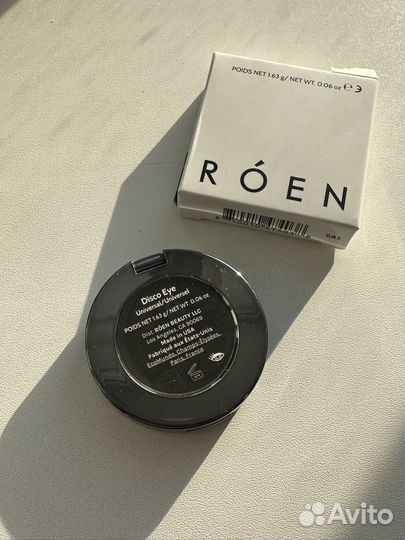 POIDS NET 1.63 g/ NET WT. 0.06 oz
RÓEN
Disco Eye
Universal/Universel
POIDS NET 1.63 g/ NET WT. 0.06 oz
Dist. RÓEN BEAUTY LLC
Los Angeles, CA 90069
Made in USA
Fabriqué aux États-Unis
EcoMundo Champo-Élysées,
Paris, France
Avito